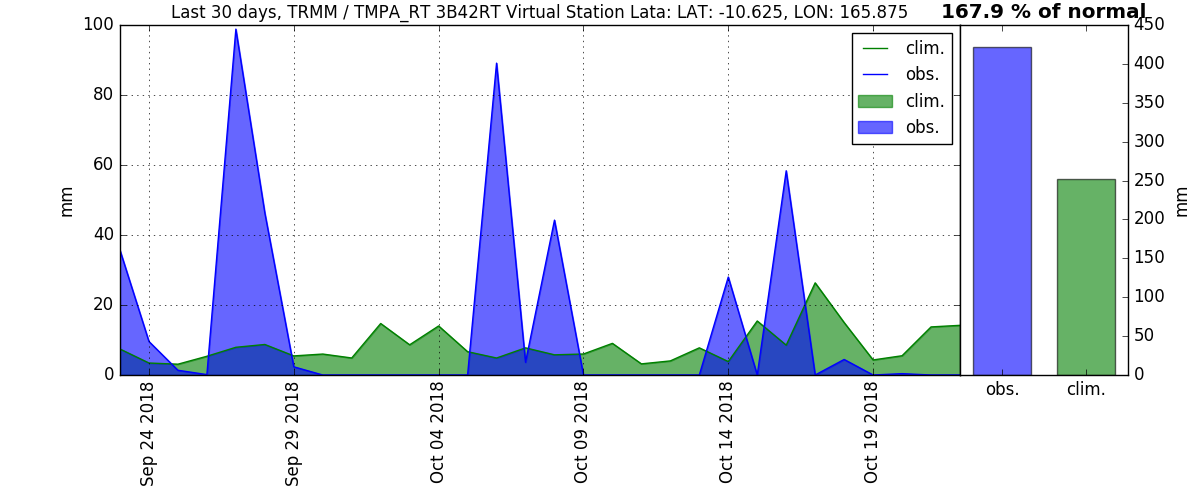 Last 30 days, TRMM / TMPA_RT 3B42RT Virtual Station Lata: LAT: -10.625, LON: 165.875
167.9 % of normal
100
80
60
40
20
0
mm
clim.
obs.
clim.
obs.
Sep 24 2018
Sep 29 2018
Oct 04 2018
Oct 09 2018
Oct 14 2018
Oct 19 2018
450
400
350
300
250
200
150
100
50
0
mm
obs.
clim.